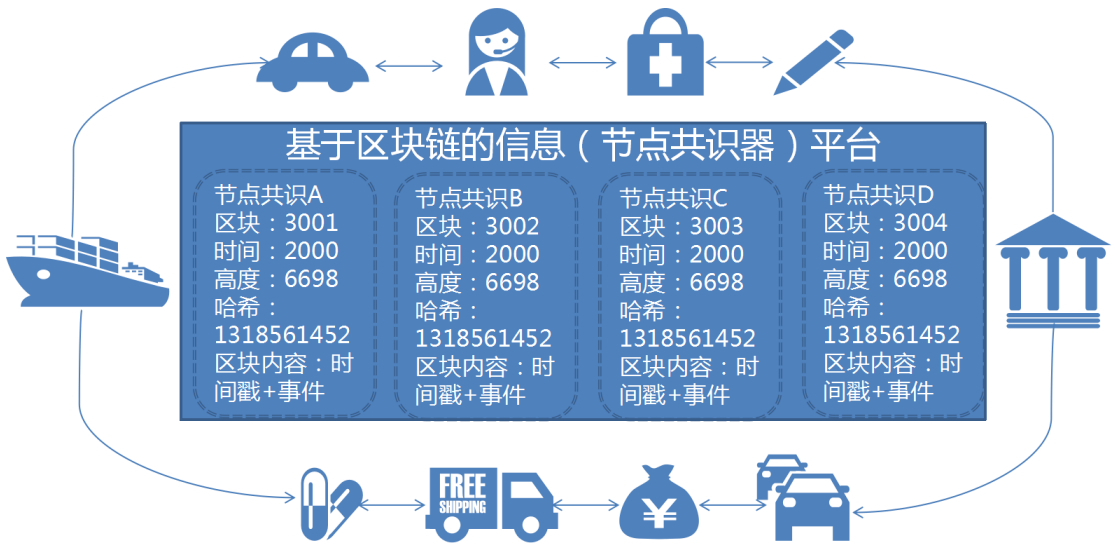 基于区块链的信息（节点共识器）平台
节点共识A
区块：3001
时间：2000
高度：6698
哈希：
1318561452
区块内容：时
间戳+事件
节点共识B
区块：3002
时间：2000
高度：6698
哈希：
1318561452
区块内容：时
间戳+事件
节点共识C
区块：3003
时间：2000
高度：6698
哈希：
1318561452
区块内容：时
间戳+事件
节点共识D
区块：3004
时间：2000
高度：6698
哈希：
1318561452
区块内容：时
间戳+事件
FREE
SHIPPING
¥